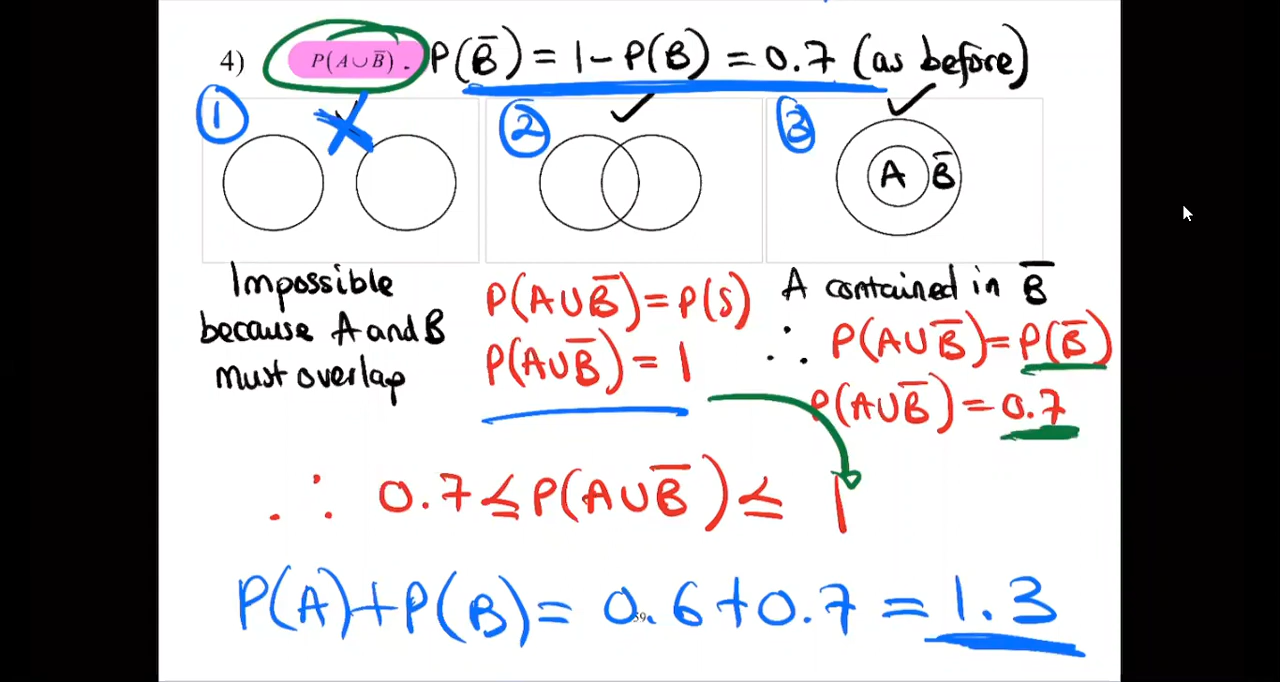 4) P(A∪B̅). P(B̅) = 1 - P(B) = 0.7 (as before)
① ② ③
A B̅
Impossible
because A and B
must overlap
P(A∪B̅) = P(S)
P(A∪B̅) = 1
A contained in B̅
∴ P(A∪B̅) = P(B̅)
P(A∪B̅) = 0.7
∴ 0.7 ≤ P(A∪B̅) ≤ 1
P(A) + P(B) = 0.6 + 0.7 = 1.3
59